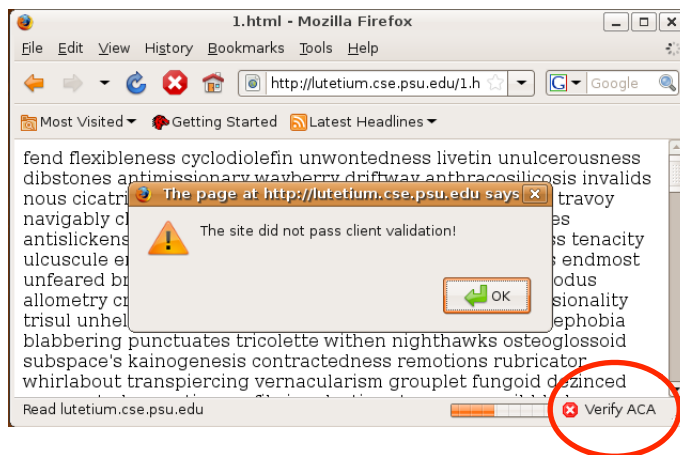 1.html - Mozilla Firefox
File Edit View History Bookmarks Tools Help
http://lutetium.cse.psu.edu/1.h
G Google
Most Visited Getting Started Latest Headlines
fend flexibleness cyclodiolefin unwontedness livetin unulcerousness
dibstones antimissionary wayberry driftway anthracosilicosis invalids
nous cicatri travoy
The page at http://lutetium.cse.psu.edu says
navigably es
The site did not pass client validation!
antislickens ss tenacity
ulcuscule endmost
unfeared odus
OK
allometry sionality
trisul unhel ephobia
blabbering punctuates tricolette withen nighthawks osteoglossoid
subspace's kainogenesis contractedness remotions rubricator
whirlabout transpiercing vernacularism grouplet fungoid dezinced
Read lutetium.cse.psu.edu
Verify ACA